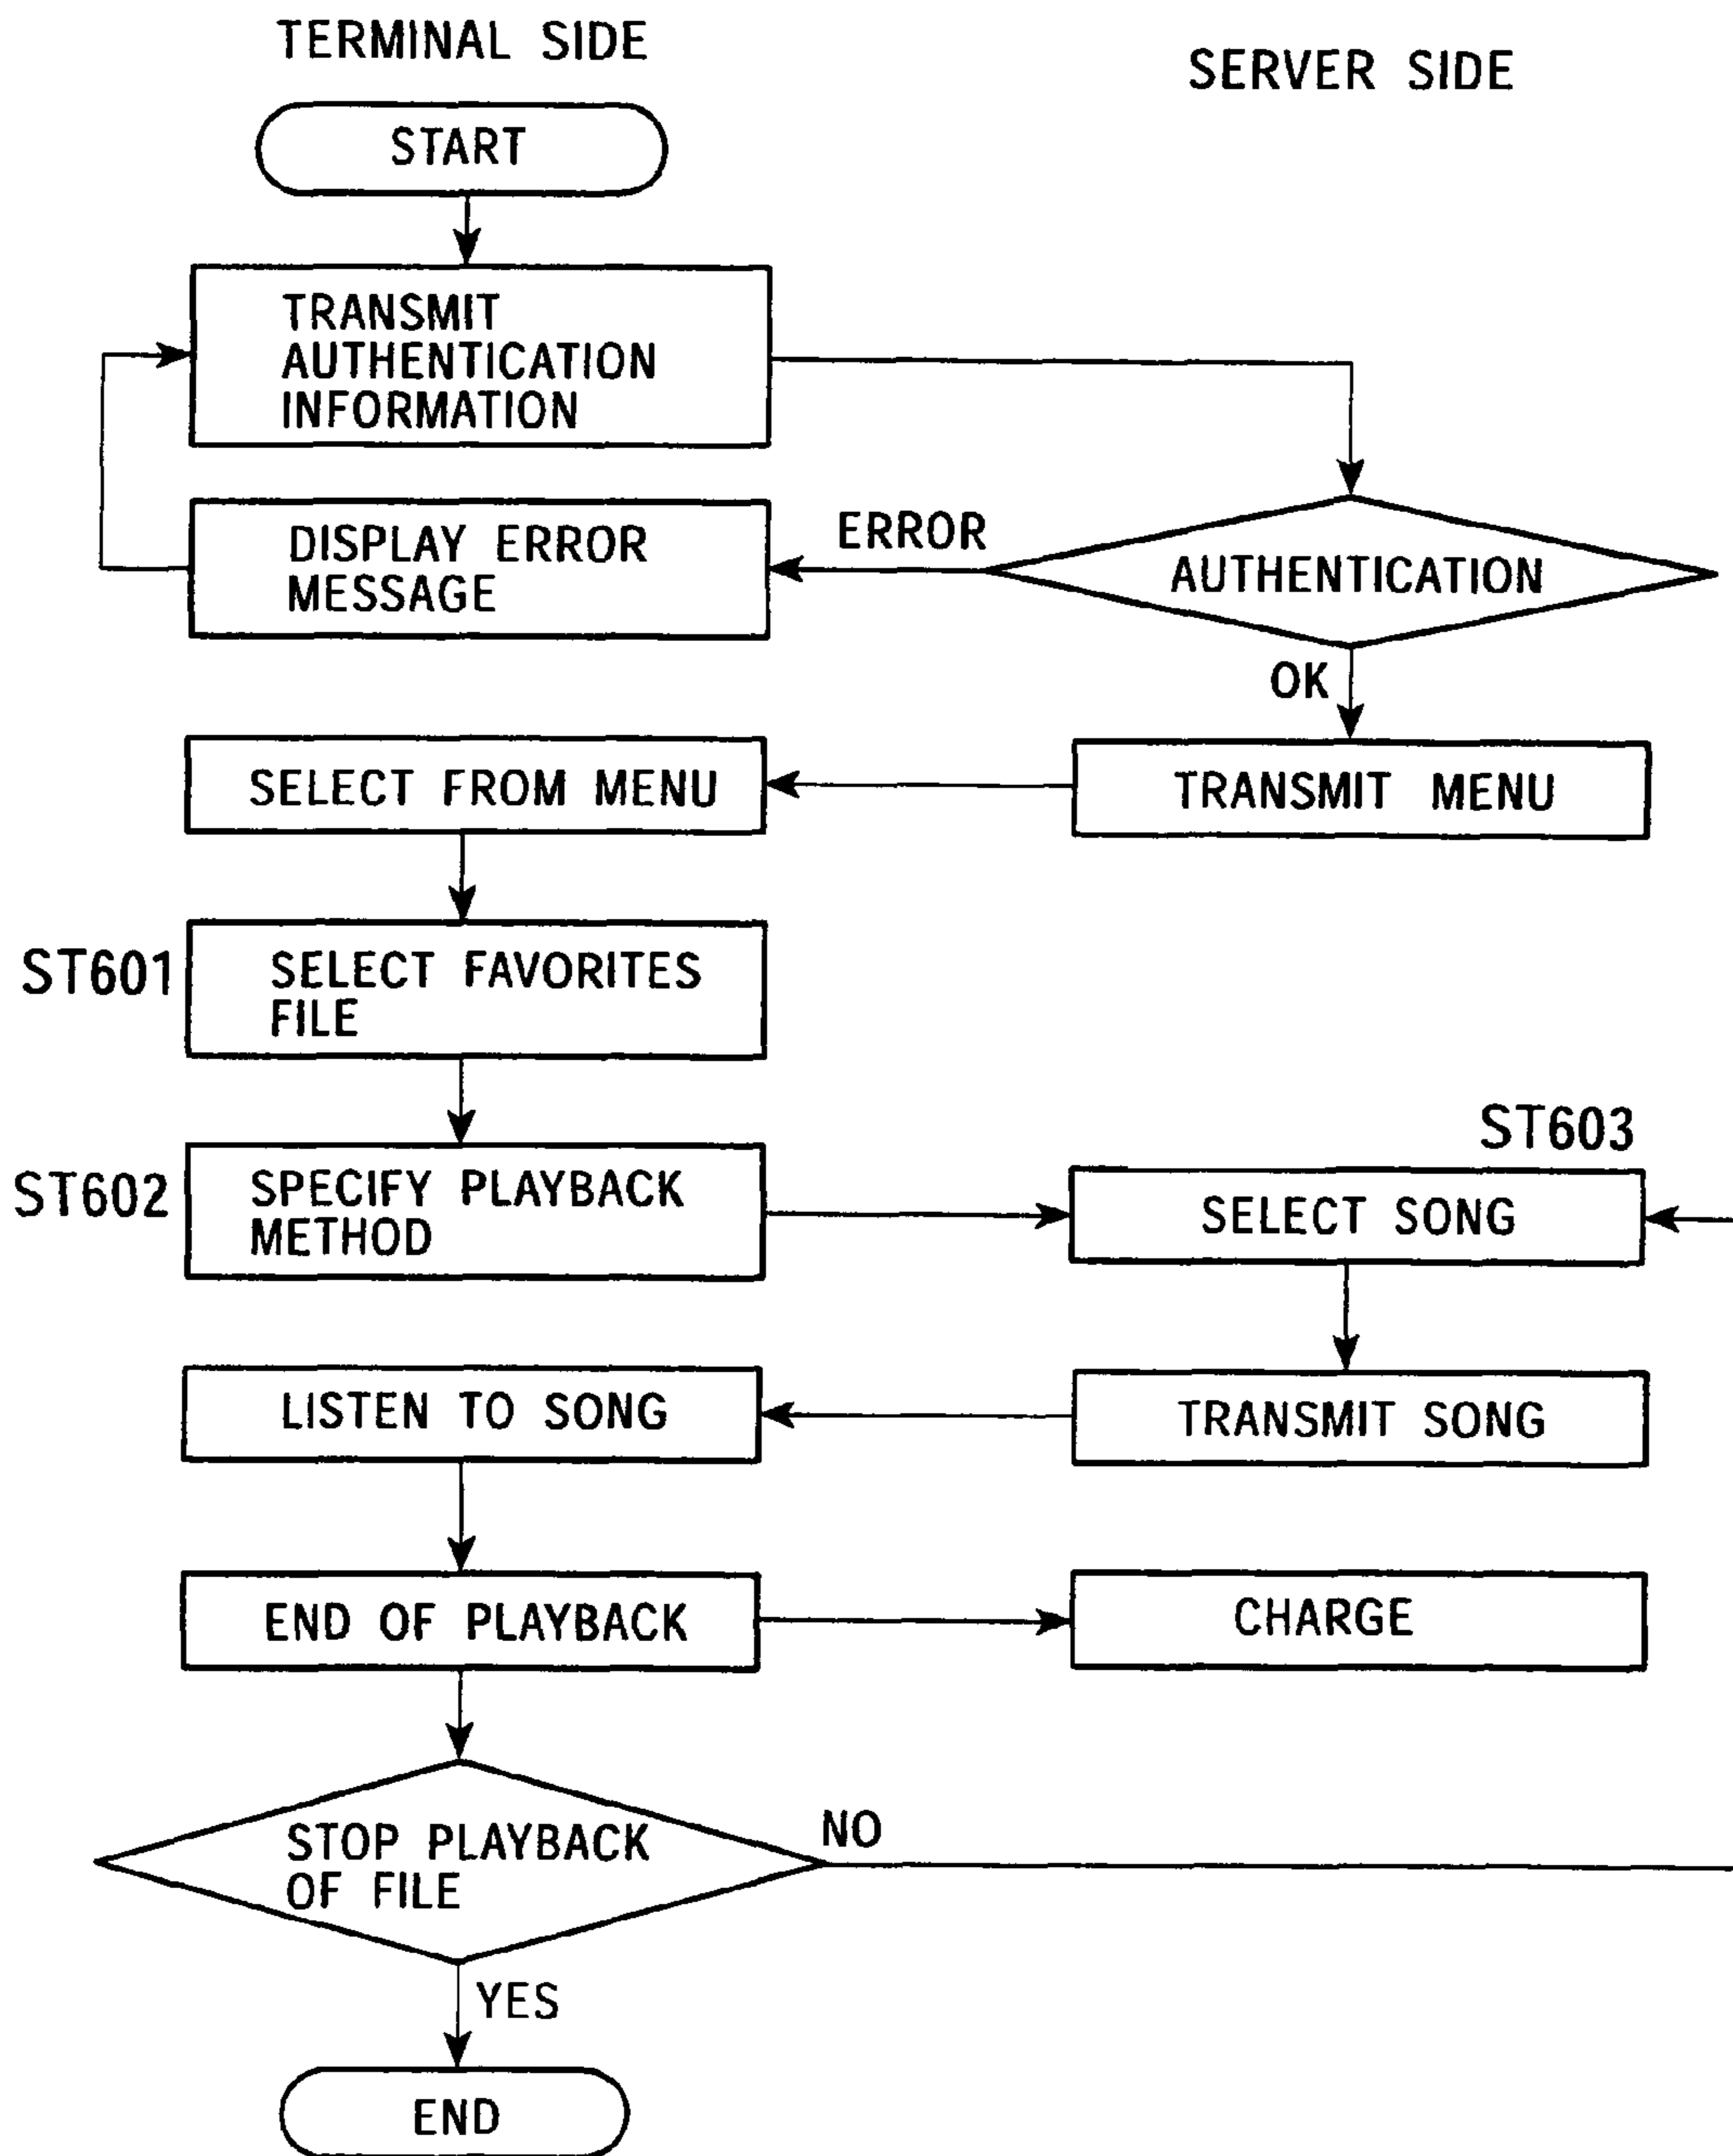 TERMINAL SIDE
SERVER SIDE
START
TRANSMIT
AUTHENTICATION
INFORMATION
DISPLAY ERROR
MESSAGE
ERROR
AUTHENTICATION
OK
SELECT FROM MENU
TRANSMIT MENU
ST601
SELECT FAVORITES
FILE
ST602
SPECIFY PLAYBACK
METHOD
ST603
SELECT SONG
LISTEN TO SONG
TRANSMIT SONG
END OF PLAYBACK
CHARGE
STOP PLAYBACK
OF FILE
NO
YES
END